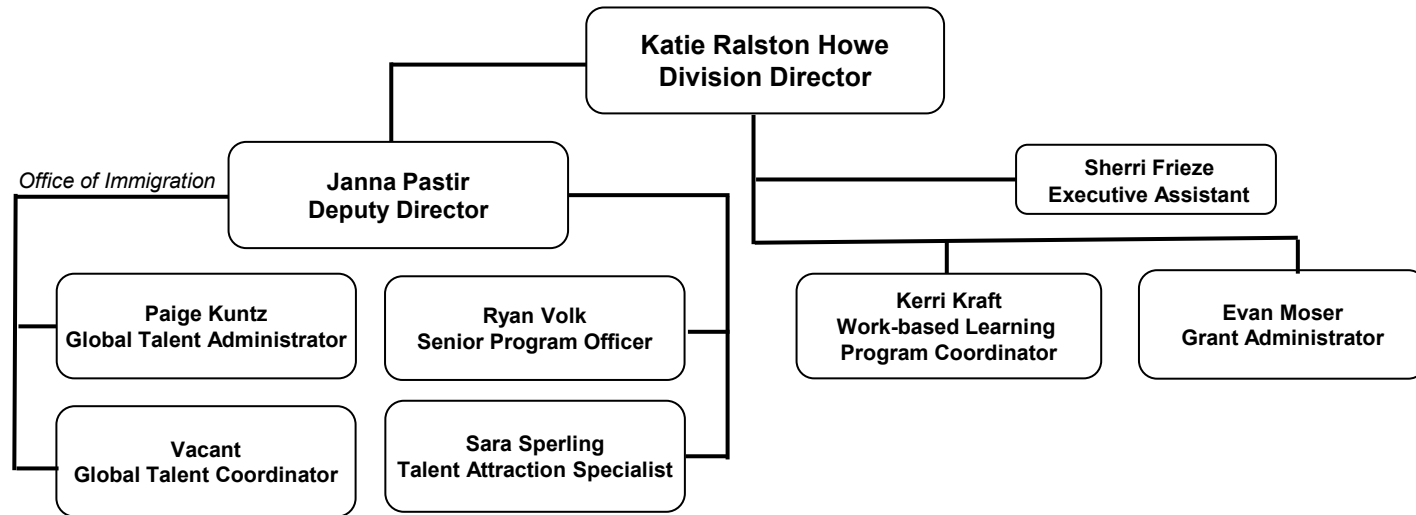 Katie Ralston Howe
Division Director
Office of Immigration
Janna Pastir
Deputy Director
Sherri Frieze
Executive Assistant
Paige Kuntz
Global Talent Administrator
Ryan Volk
Senior Program Officer
Kerri Kraft
Work-based Learning
Program Coordinator
Evan Moser
Grant Administrator
Vacant
Global Talent Coordinator
Sara Sperling
Talent Attraction Specialist